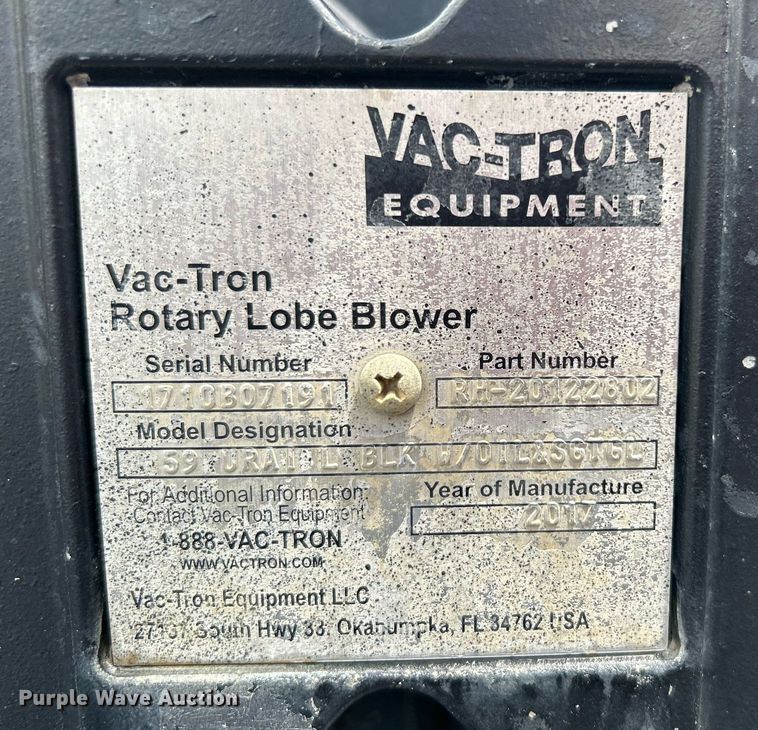 VAC-TRON
EQUIPMENT
Vac-Tron
Rotary Lobe Blower
Serial Number
Part Number
RH-20122802
Model Designation
59 BLK
For Additional Information:
Contact Vac-Tron Equipment
1-888-VAC-TRON
WWW.VACTRON.COM
Year of Manufacture
2017
Vac-Tron Equipment LLC
South Hwy 33, Okahumpka, FL 34762 USA
Purple Wave Auction